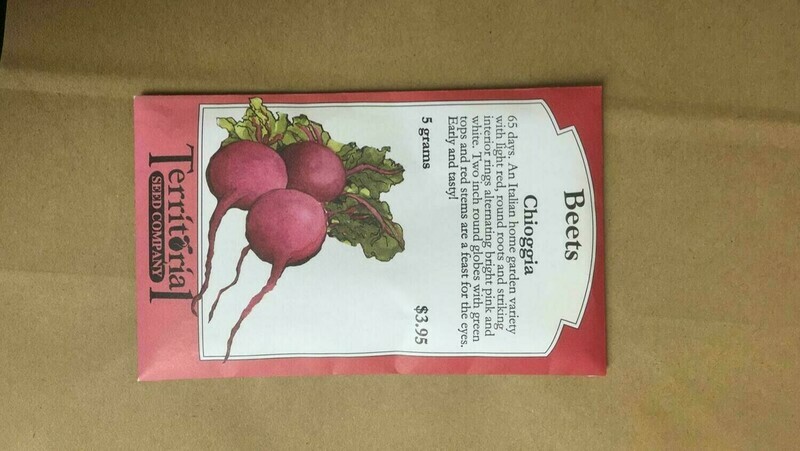 Beets
Chioggia
65 days. An Italian home garden variety
with light red, round roots and striking
interior rings alternating bright pink and
white. Two inch round globes with green
tops and red stems are a feast for the eyes.
Early and tasty!
5 grams
$3.95
Territorial
SEED COMPANY